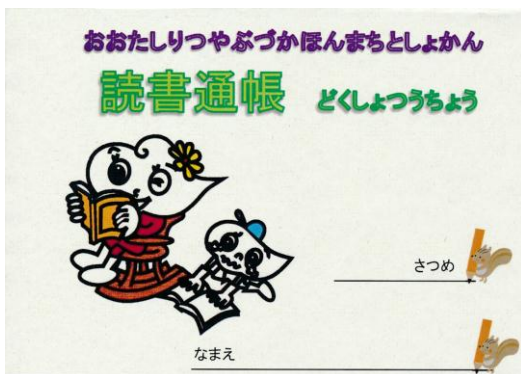 おおたしりつやぶづかほんまちとしょかん
読書通帳 どくしょつうちょう
さつめ
なまえ